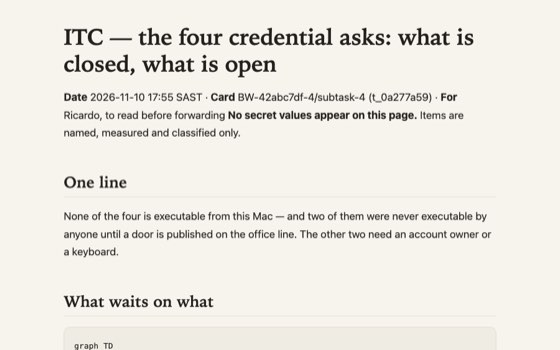 ITC — the four credential asks: what is
closed, what is open
Date 2026-11-10 17:55 SAST · Card BW-42abc7df-4/subtask-4 (t_0a277a59) · For
Ricardo, to read before forwarding No secret values appear on this page. Items are
named, measured and classified only.
One line
None of the four is executable from this Mac — and two of them were never executable by
anyone until a door is published on the office line. The other two need an account owner or
a keyboard.
What waits on what
graph TD